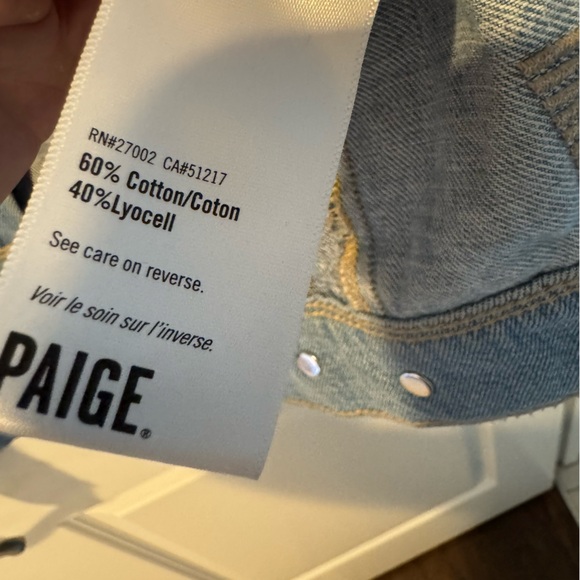 RN#27002 CA#51217
60% Cotton/Coton
40%Lyocell
See care on reverse.
Voir le soin sur l'inverse.
PAIGE®